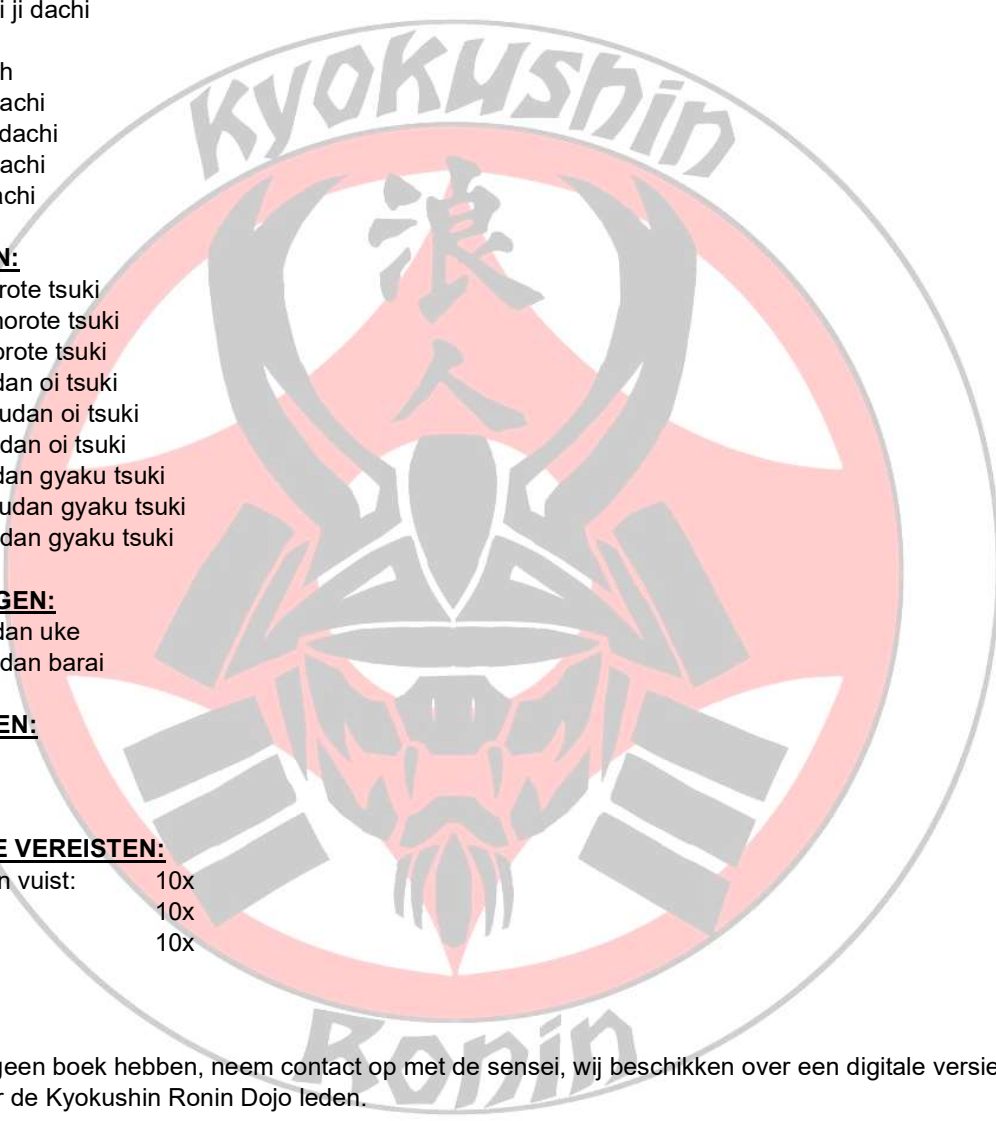 i ji dachi
Kyokushin
h
achi
dachi
achi
achi
浪
人
N:
rote tsuki
norote tsuki
orote tsuki
dan oi tsuki
udan oi tsuki
dan oi tsuki
dan gyaku tsuki
udan gyaku tsuki
dan gyaku tsuki
GEN:
dan uke
dan barai
EN:
E VEREISTEN:
n vuist: 10x
10x
10x
Ronin
geen boek hebben, neem contact op met de sensei, wij beschikken over een digitale versie
r de Kyokushin Ronin Dojo leden.